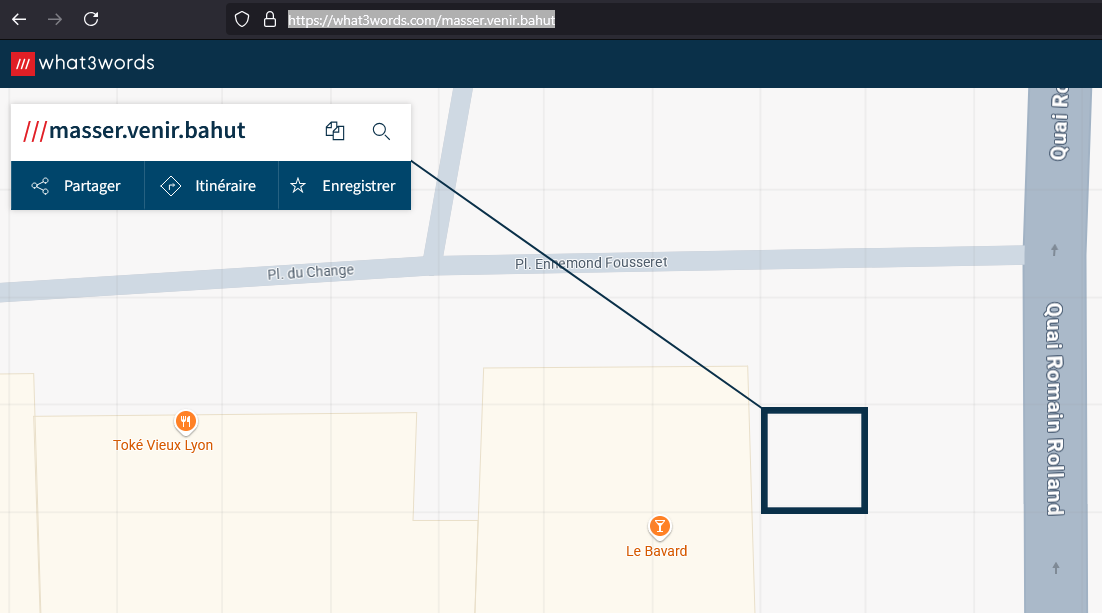 https://what3words.com/masser.venir.bahut
/// what3words
///masser.venir.bahut
Partager
Itinéraire
Enregistrer
Quai Ro
Pl. du Change
Pl. Ennemond Fousseret
Quai Romain Rolland
Toké Vieux Lyon
Le Bavard